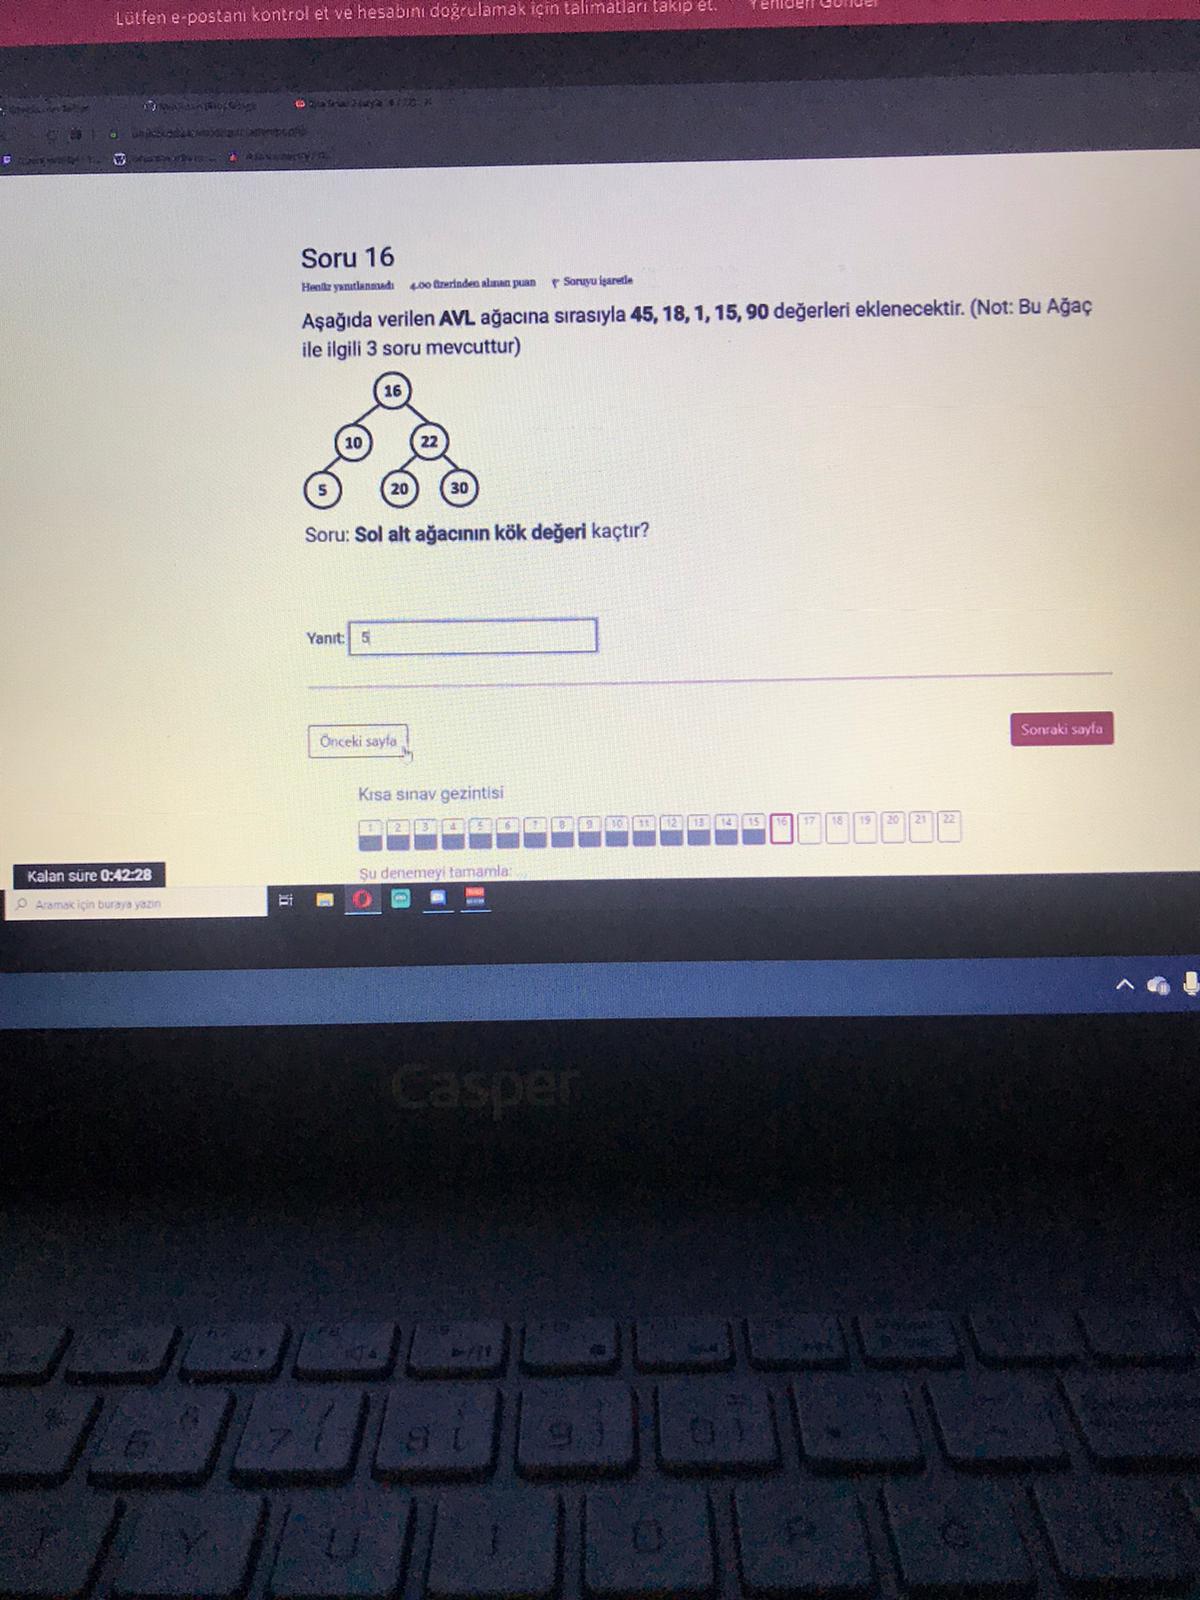 Lütfen e-postanı kontrol et ve hesabını doğrulamak için talimatları takip et. Yeniden Gönder
Soru 16
Henüz yanıtlanmadı 4.00 üzerinden alınan puan Soruyu işaretle
Aşağıda verilen AVL ağacına sırasıyla 45, 18, 1, 15, 90 değerleri eklenecektir. (Not: Bu Ağaç
ile ilgili 3 soru mevcuttur)
16
10 22
5 20 30
Soru: Sol alt ağacının kök değeri kaçtır?
Yanıt: 5
Önceki sayfa
Sonraki sayfa
Kısa sınav gezintisi
1 2 3 4 5 6 7 8 9 10 11 12 13 14 15 16 17 18 19 20 21 22
Şu denemeyi tamamla:
Kalan süre 0:42:28
Aramak için buraya yazın
Casper
6 7 { 8 [ 9 ] 0 }
Y U I O P